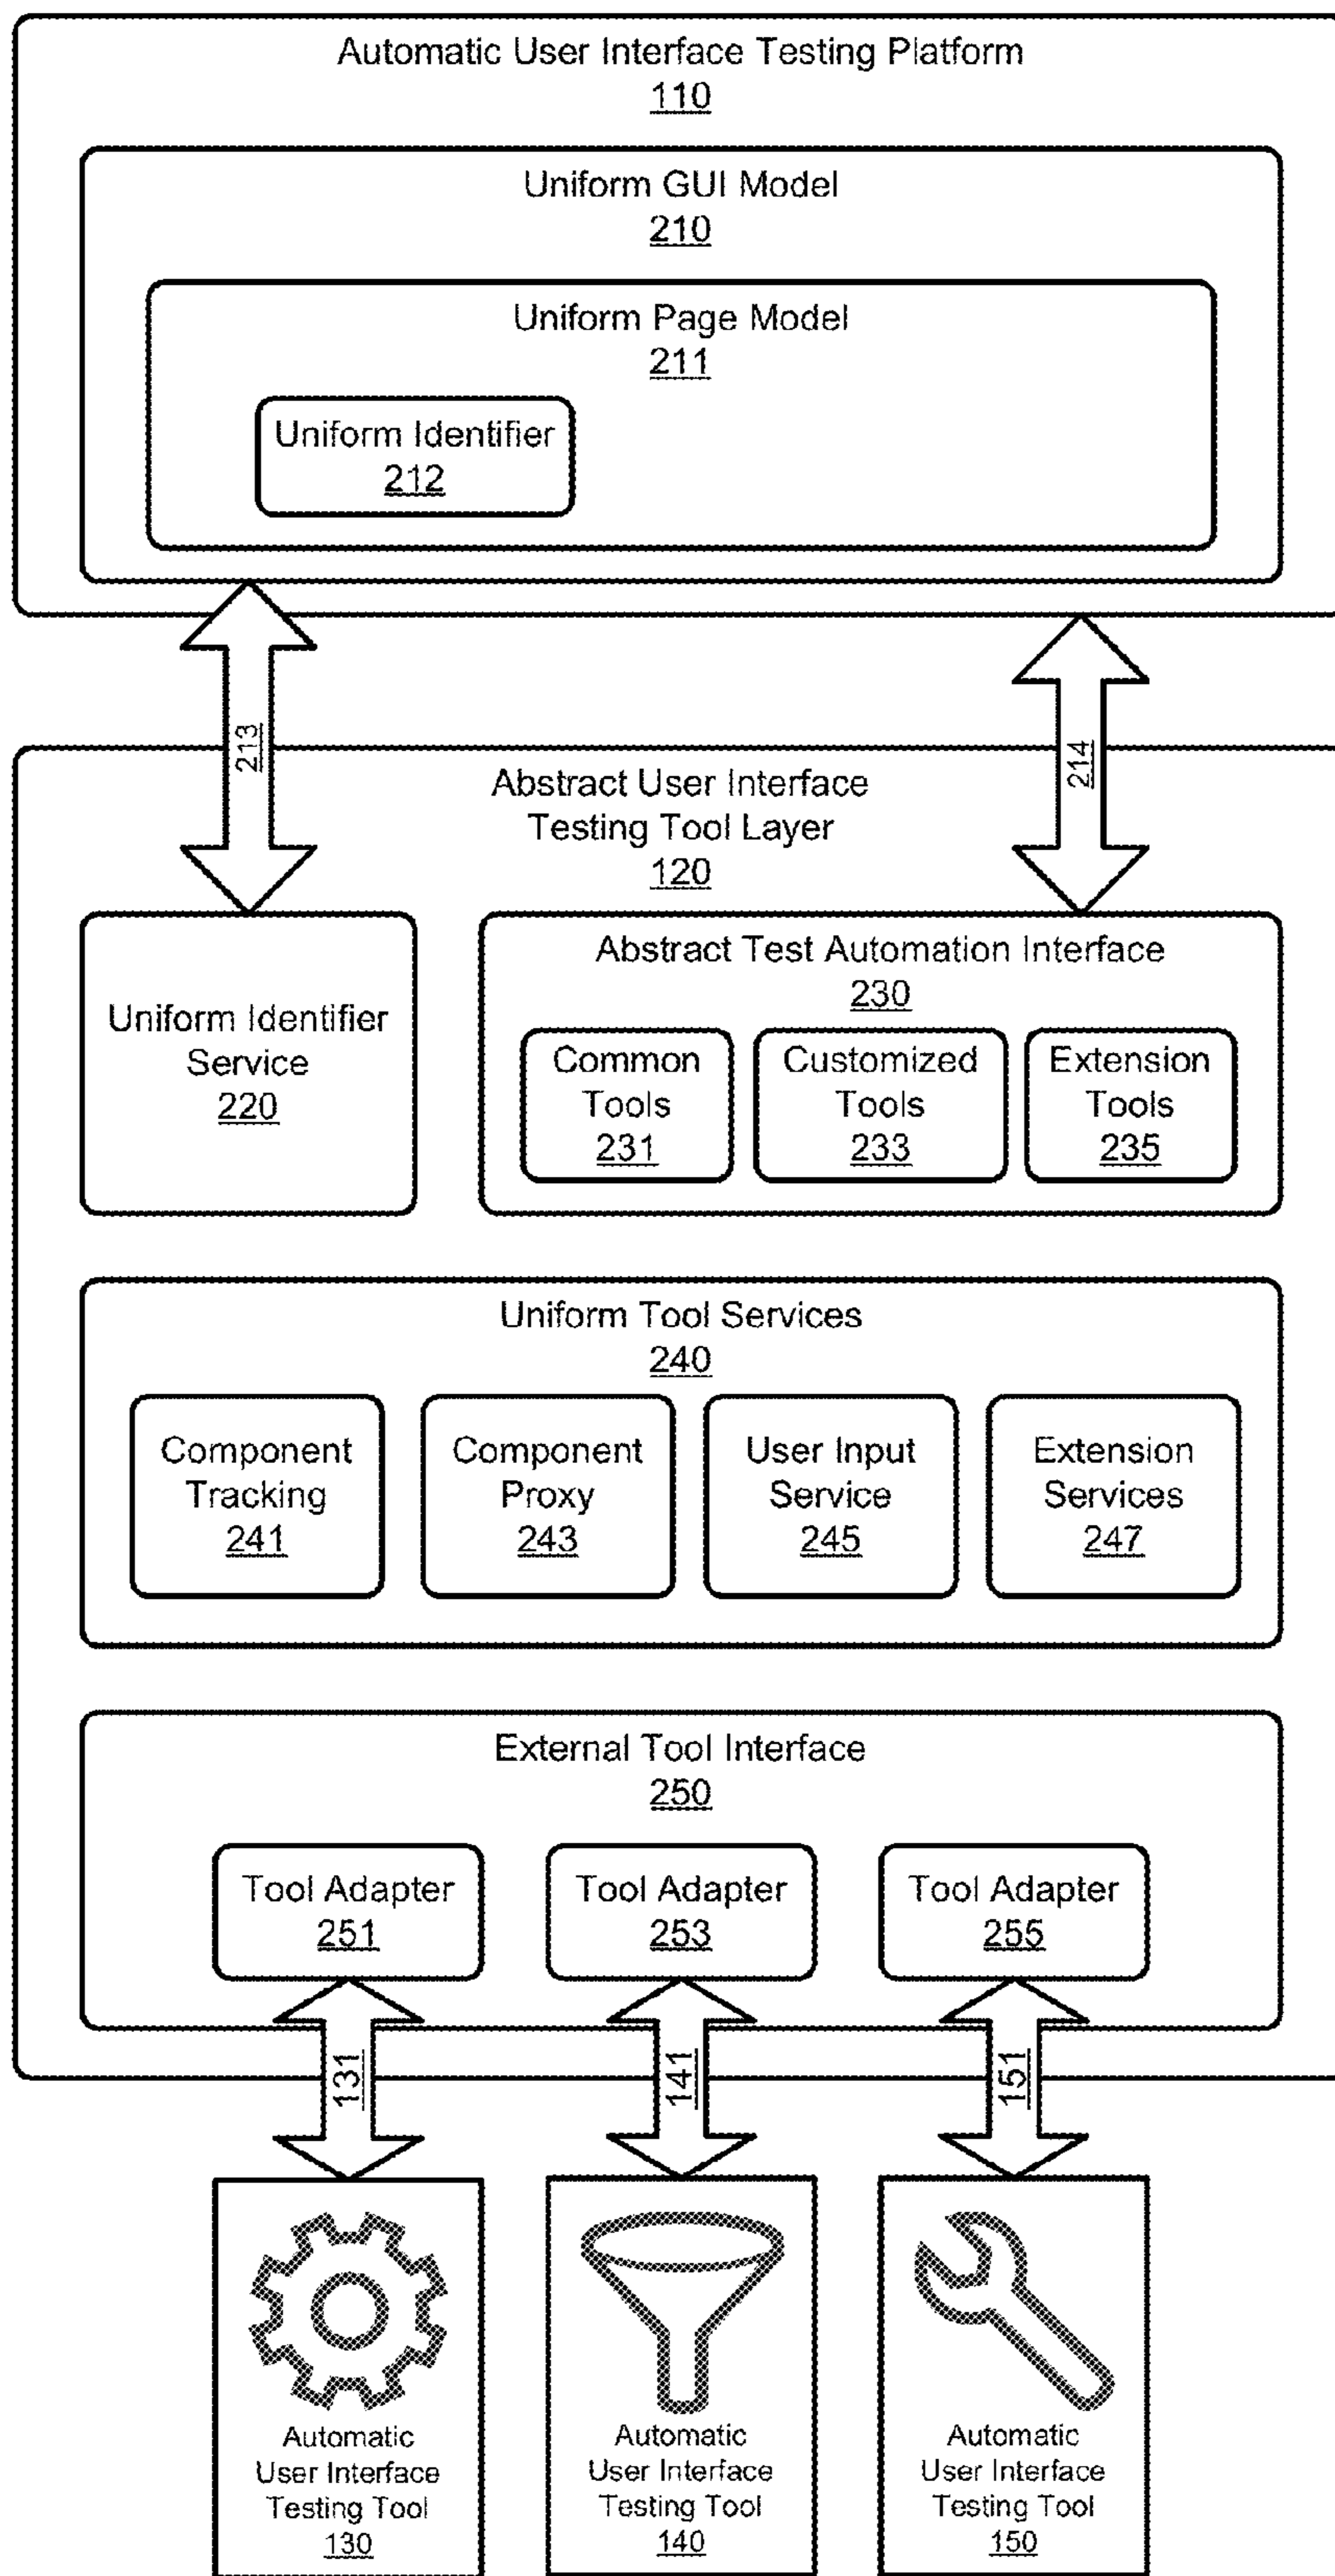 Automatic User Interface Testing Platform
110
Uniform GUI Model
210
Uniform Page Model
211
Uniform Identifier
212
213
214
Abstract User Interface
Testing Tool Layer
120
Uniform Identifier
Service
220
Abstract Test Automation Interface
230
Common
Tools
231
Customized
Tools
233
Extension
Tools
235
Uniform Tool Services
240
Component
Tracking
241
Component
Proxy
243
User Input
Service
245
Extension
Services
247
External Tool Interface
250
Tool Adapter
251
Tool Adapter
253
Tool Adapter
255
131
141
151
Automatic
User Interface
Testing Tool
130
Automatic
User Interface
Testing Tool
140
Automatic
User Interface
Testing Tool
150